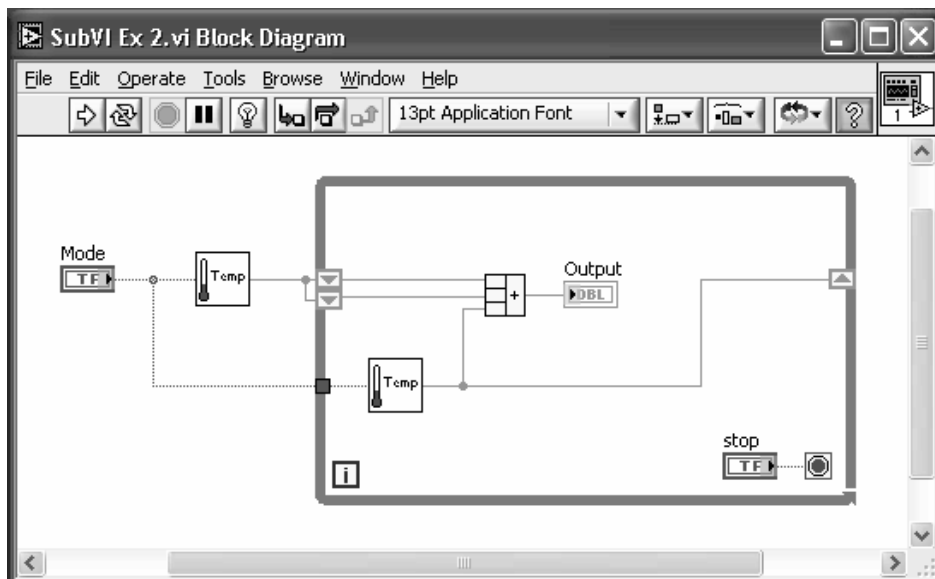 SubVI Ex 2.vi Block Diagram
File Edit Operate Tools Browse Window Help
13pt Application Font
1
Mode
TF
Temp
Output
DBL
Temp
stop
TF
i